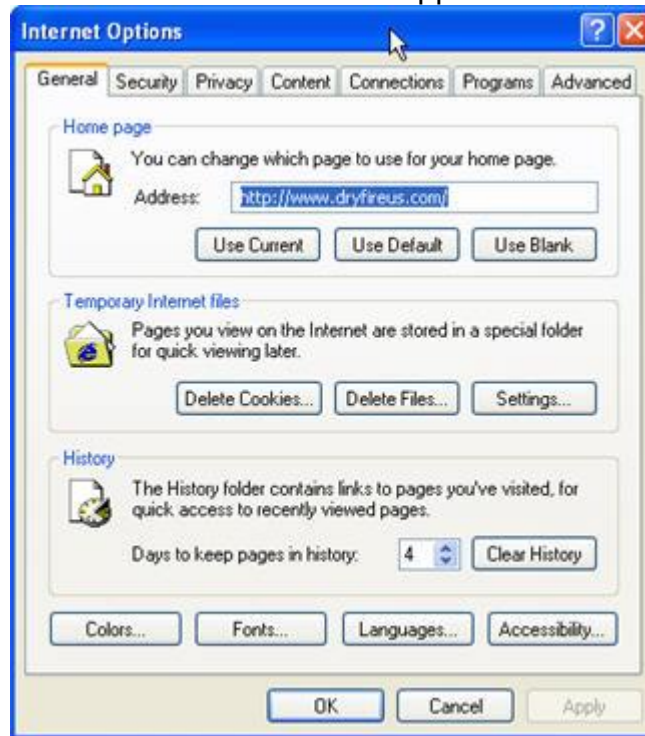 Internet Options
General Security Privacy Content Connections Programs Advanced
Home page
You can change which page to use for your home page.
Address: http://www.dryfireus.com/
Use Current Use Default Use Blank
Temporary Internet files
Pages you view on the Internet are stored in a special folder
for quick viewing later.
Delete Cookies... Delete Files... Settings...
History
The History folder contains links to pages you've visited, for
quick access to recently viewed pages.
Days to keep pages in history: 4 Clear History
Colors... Fonts... Languages... Accessibility...
OK Cancel Apply